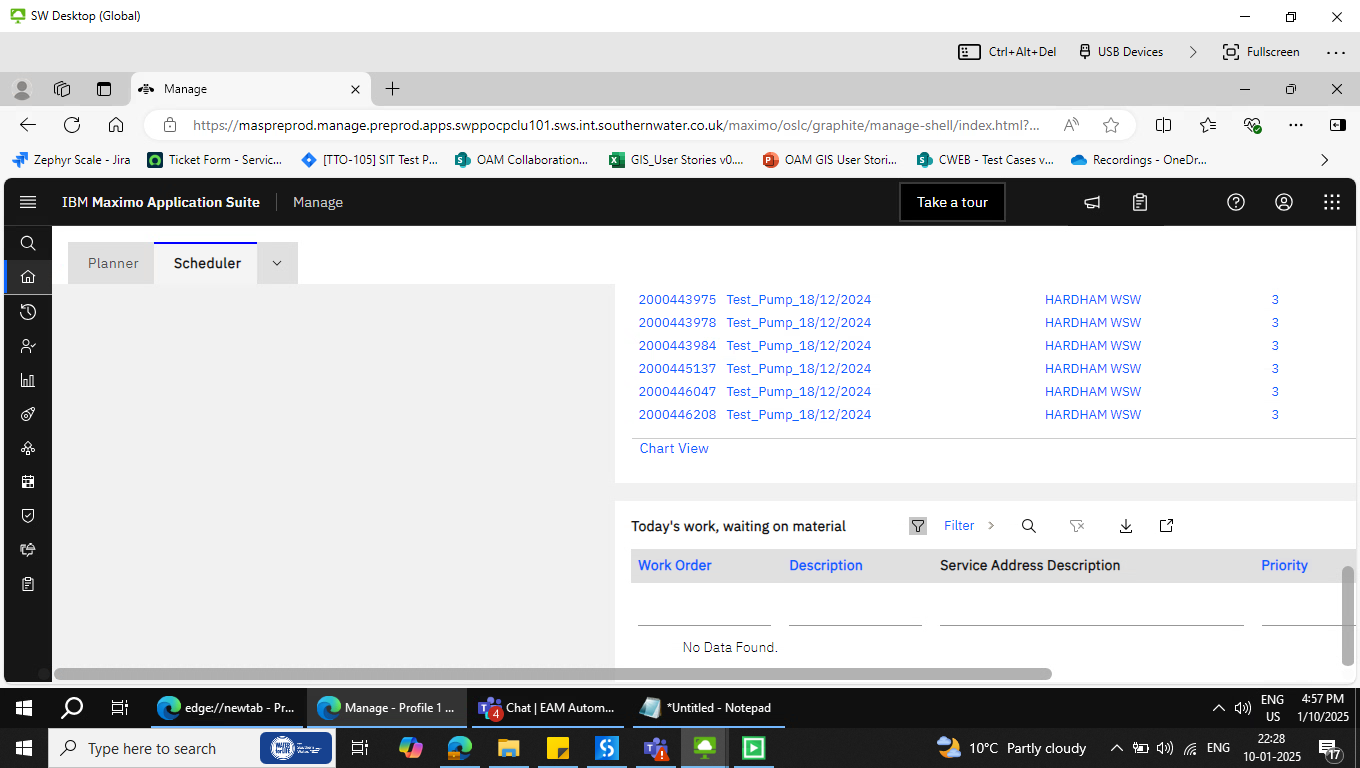 SW Desktop (Global)
Ctrl+Alt+Del USB Devices Fullscreen
Manage
https://maspreprod.manage.preprod.apps.swppocpclu101.sws.int.southernwater.co.uk/maximo/oslc/graphite/manage-shell/index.html?...
Zephyr Scale - Jira Ticket Form - Servic... [TTO-105] SIT Test P... OAM Collaboration... GIS_User Stories v0.... OAM GIS User Stori... CWEB - Test Cases v... Recordings - OneDr...
IBM Maximo Application Suite Manage Take a tour
Planner Scheduler
2000443975 Test_Pump_18/12/2024 HARDHAM WSW 3
2000443978 Test_Pump_18/12/2024 HARDHAM WSW 3
2000443984 Test_Pump_18/12/2024 HARDHAM WSW 3
2000445137 Test_Pump_18/12/2024 HARDHAM WSW 3
2000446047 Test_Pump_18/12/2024 HARDHAM WSW 3
2000446208 Test_Pump_18/12/2024 HARDHAM WSW 3
Chart View
Today's work, waiting on material Filter
Work Order Description Service Address Description Priority
No Data Found.
edge://newtab - Pr... Manage - Profile 1 ... 4 Chat | EAM Autom... *Untitled - Notepad ENG US 4:57 PM 1/10/2025
Type here to search 10°C Partly cloudy ENG 22:28 10-01-2025 17